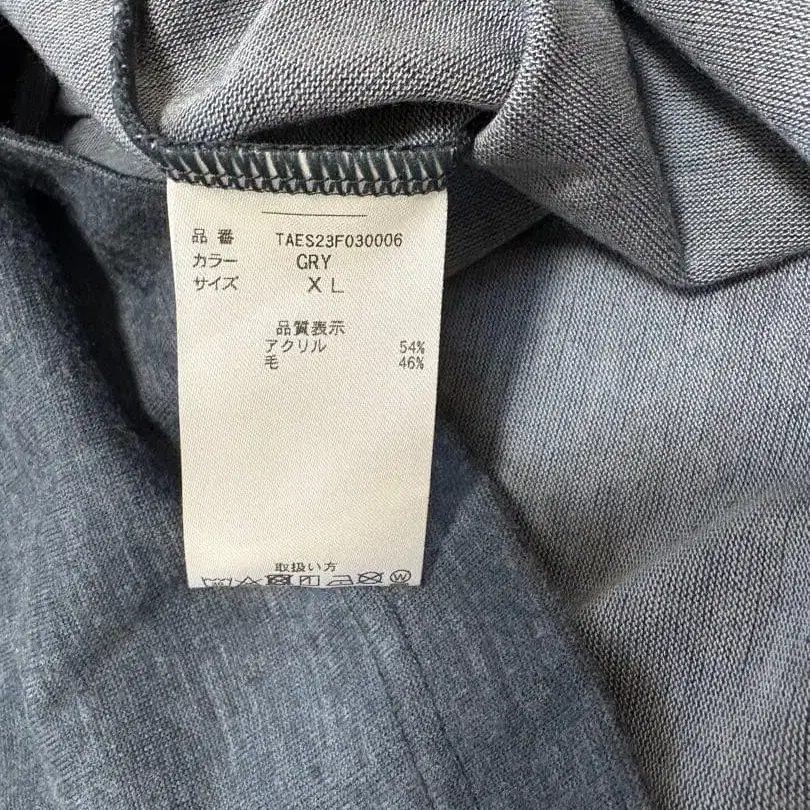 品番 TAES23F030006
カラー GRY
サイズ XL
品質表示
アクリル 54%
毛 46%
取扱い方
W